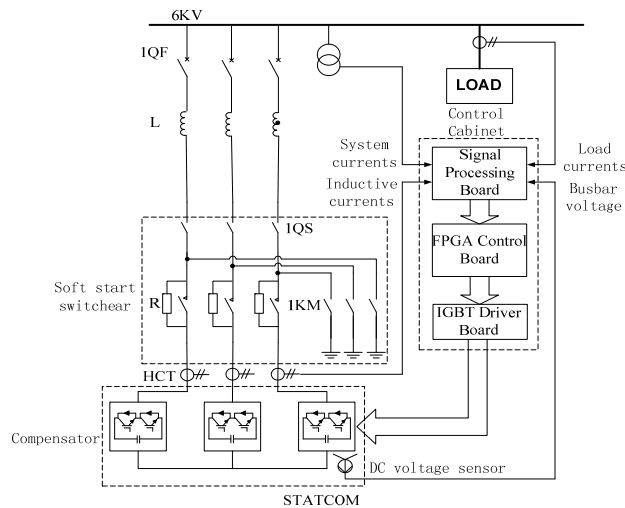 6KV
1QF
L
LOAD
Control
Cabinet
System
currents
Inductive
currents
Signal
Processing
Board
Load
currents
Busbar
voltage
FPGA Control
Board
IGBT Driver
Board
1QS
Soft start
switchear
R
1KM
HCT
Compensator
DC voltage sensor
STATCOM